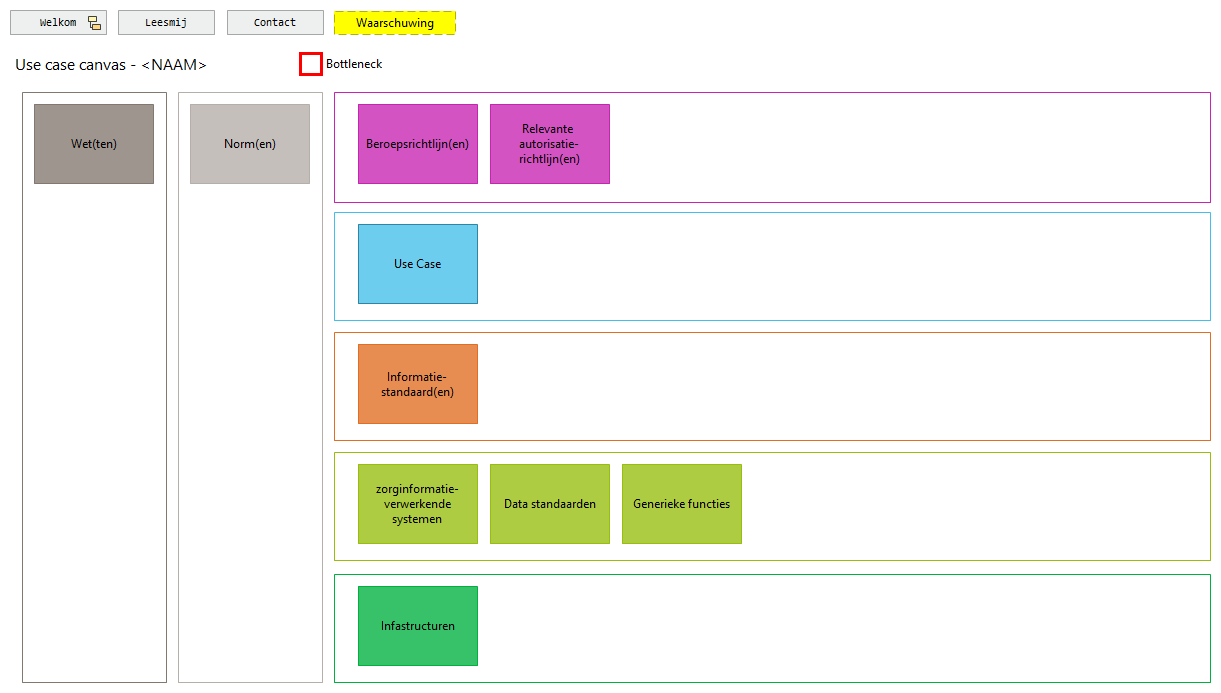 Welkom
Leesmij
Contact
Waarschuwing
Use case canvas - <NAAM>
Bottleneck
Wet(ten)
Norm(en)
Beroepsrichtlijn(en)
Relevante
autorisatie-
richtlijn(en)
Use Case
Informatie-
standaard(en)
zorginformatie-
verwerkende
systemen
Data standaarden
Generieke functies
Infastructuren